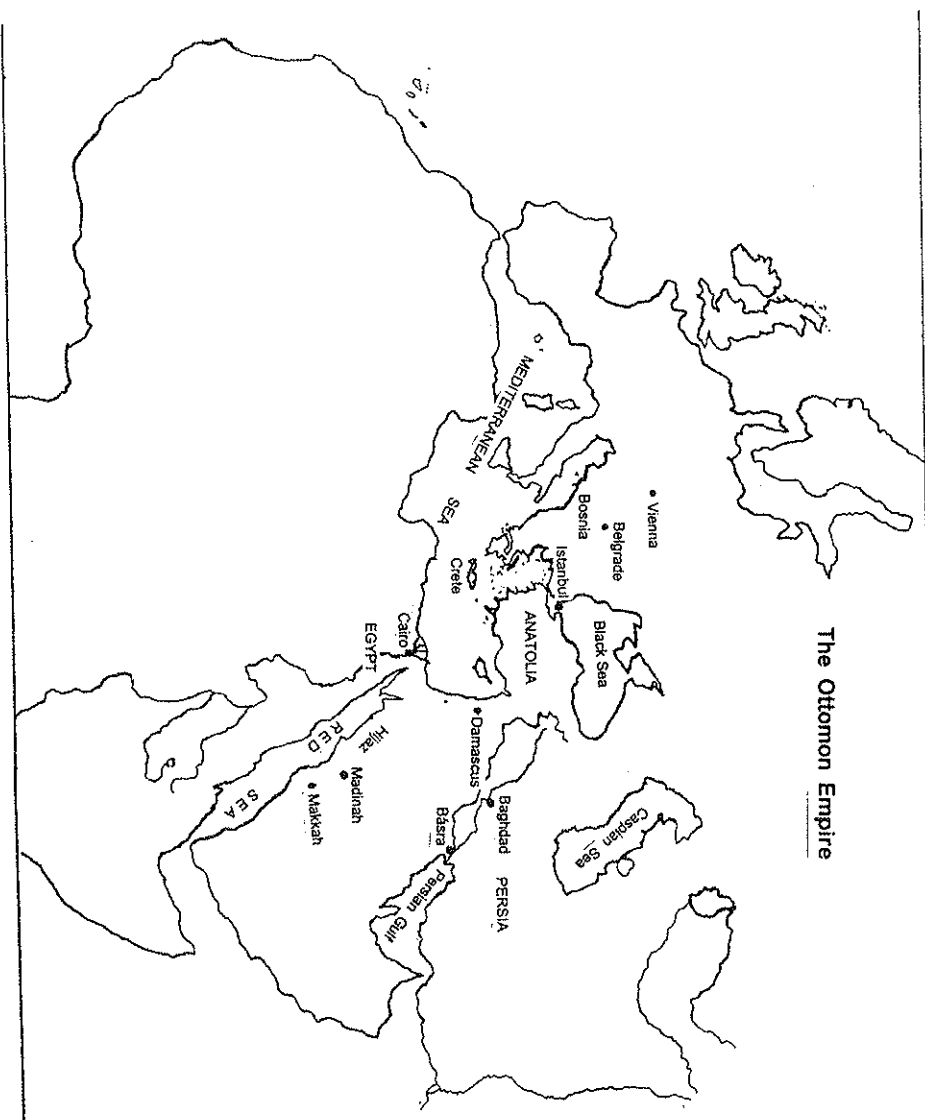 The Ottomon Empire
Vienna
Belgrade
Bosnia
Istanbul
Black Sea
Caspian Sea
ANATOLIA
MEDITERRANEAN
SEA
Crete
Damascus
Baghdad
PERSIA
Basra
Persian Gulf
Cairo
EGYPT
Hijaz
Madinah
Makkah
RED
SEA